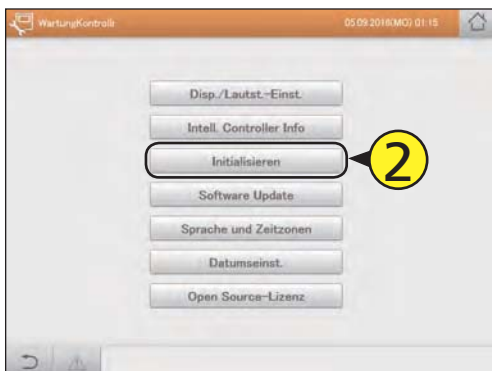 WartungKontrolle 05.09.2016(MO) 01:15
Disp./Lautst.-Einst.
Intell. Controller Info
Initialisieren
2
Software Update
Sprache und Zeitzonen
Datumseinst.
Open Source-Lizenz